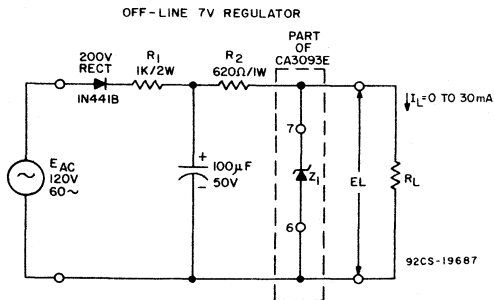 OFF-LINE 7V REGULATOR
PART
OF
CA3093E
200V
RECT
1N441B
R1
1K/2W
R2
620Ω/1W
IL=0 TO 30mA
+
100µF
50V
−
7
Z1
6
EAC
120V
60~
EL
RL
92CS-19687